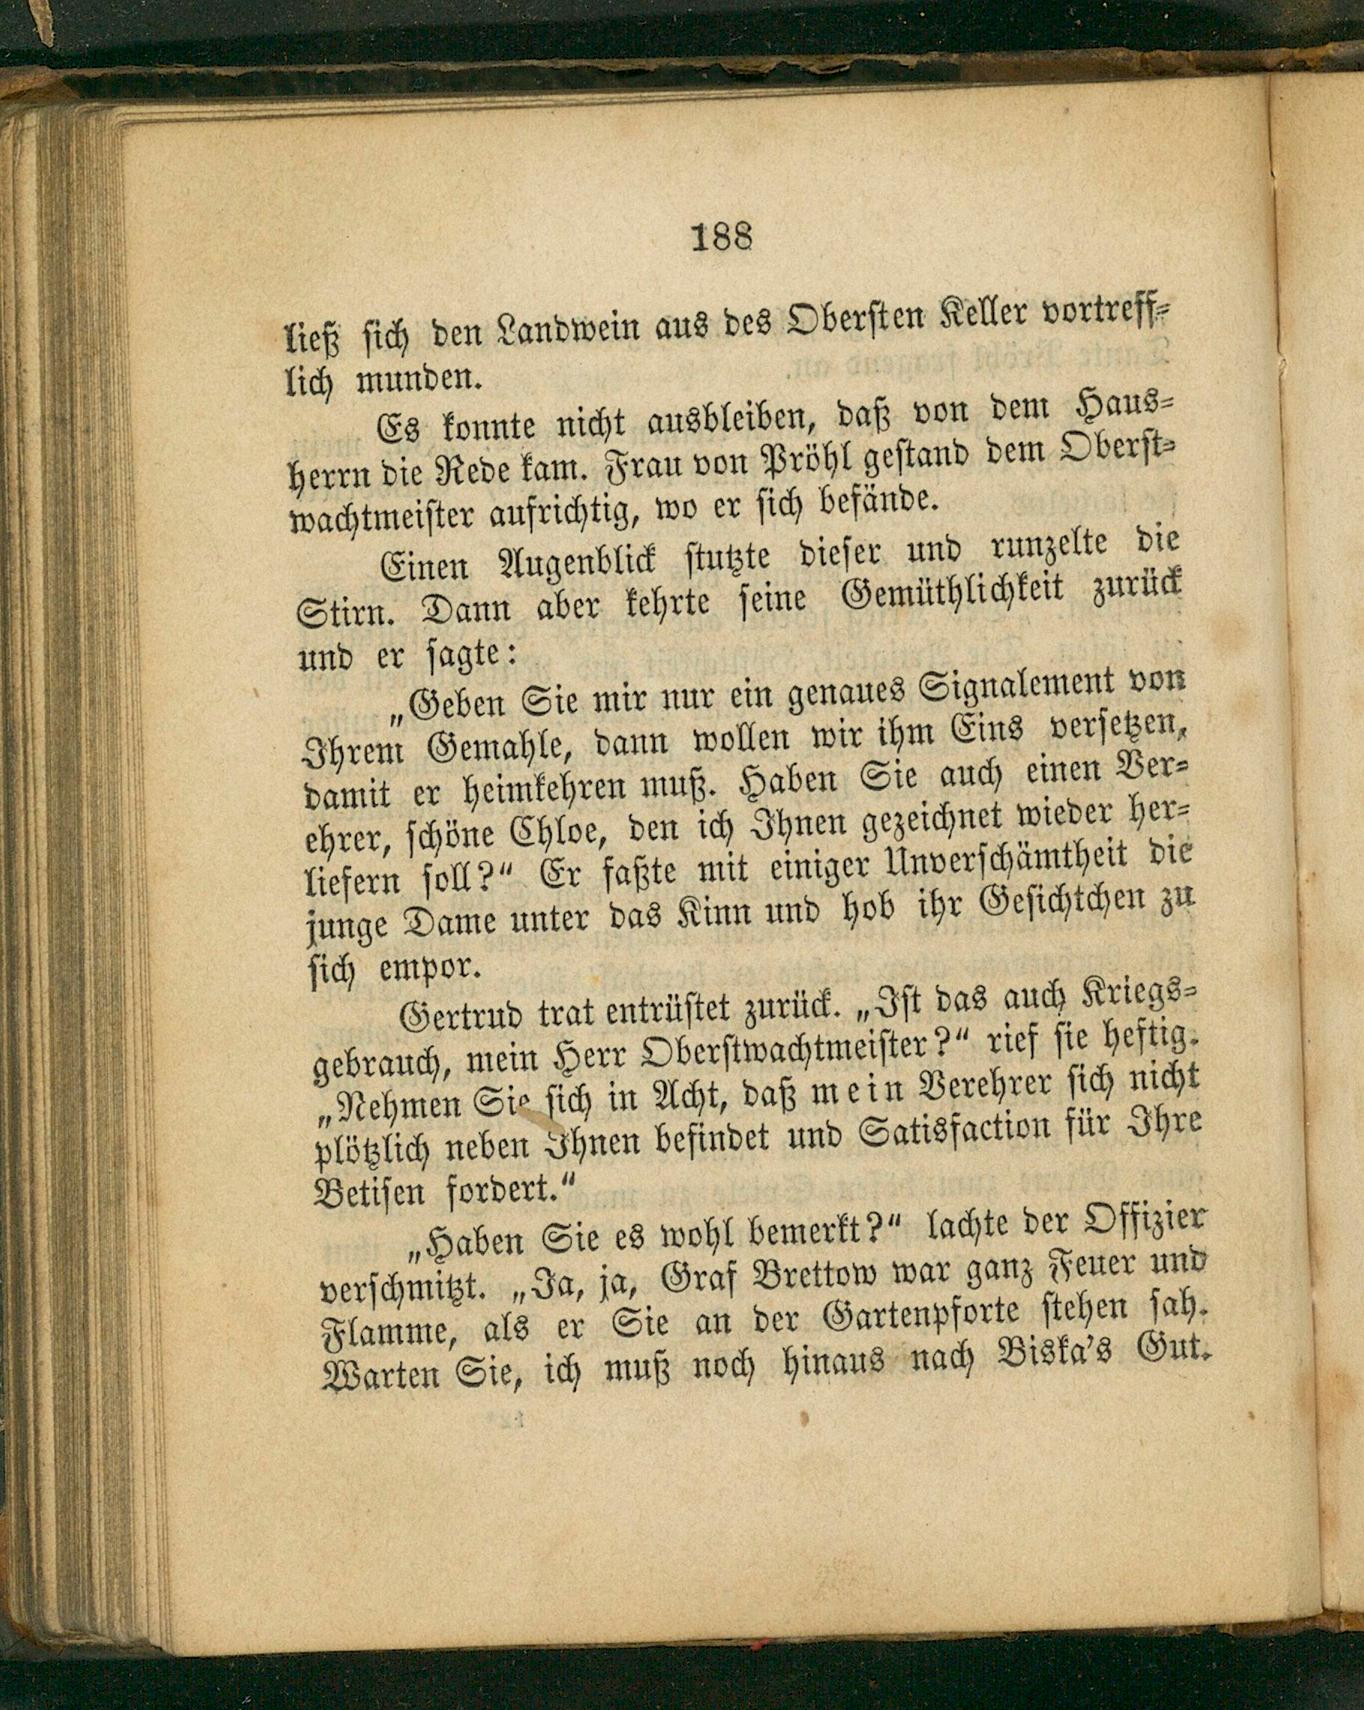 188
ließ sich den Landwein aus des Obersten Keller vortreff-
lich munden.
Es konnte nicht ausbleiben, daß von dem Haus-
herrn die Rede kam. Frau von Pröhl gestand dem Oberst-
wachtmeister aufrichtig, wo er sich befände.
Einen Augenblick stutzte dieser und runzelte die
Stirn. Dann aber kehrte seine Gemüthlichkeit zurück
und er sagte:
„Geben Sie mir nur ein genaues Signalement von
Ihrem Gemahle, dann wollen wir ihm Eins versetzen,
damit er heimkehren muß. Haben Sie auch einen Ver-
ehrer, schöne Chloe, den ich Ihnen gezeichnet wieder her-
liefern soll?“ Er faßte mit einiger Unverschämtheit die
junge Dame unter das Kinn und hob ihr Gesichtchen zu
sich empor.
Gertrud trat entrüstet zurück. „Ist das auch Kriegs-
gebrauch, mein Herr Oberstwachtmeister?“ rief sie heftig.
„Nehmen Sie sich in Acht, daß mein Verehrer sich nicht
plötzlich neben Ihnen befindet und Satisfaction für Ihre
Betisen fordert.“
„Haben Sie es wohl bemerkt?“ lachte der Offizier
verschmitzt. „Ja, ja, Graf Brettow war ganz Feuer und
Flamme, als er Sie an der Gartenpforte stehen sah.
Warten Sie, ich muß noch hinaus nach Biska's Gut.